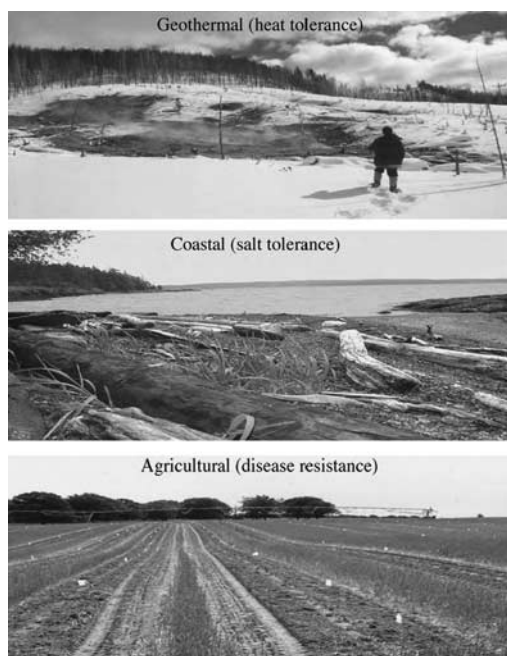 Geothermal (heat tolerance)
Coastal (salt tolerance)
Agricultural (disease resistance)